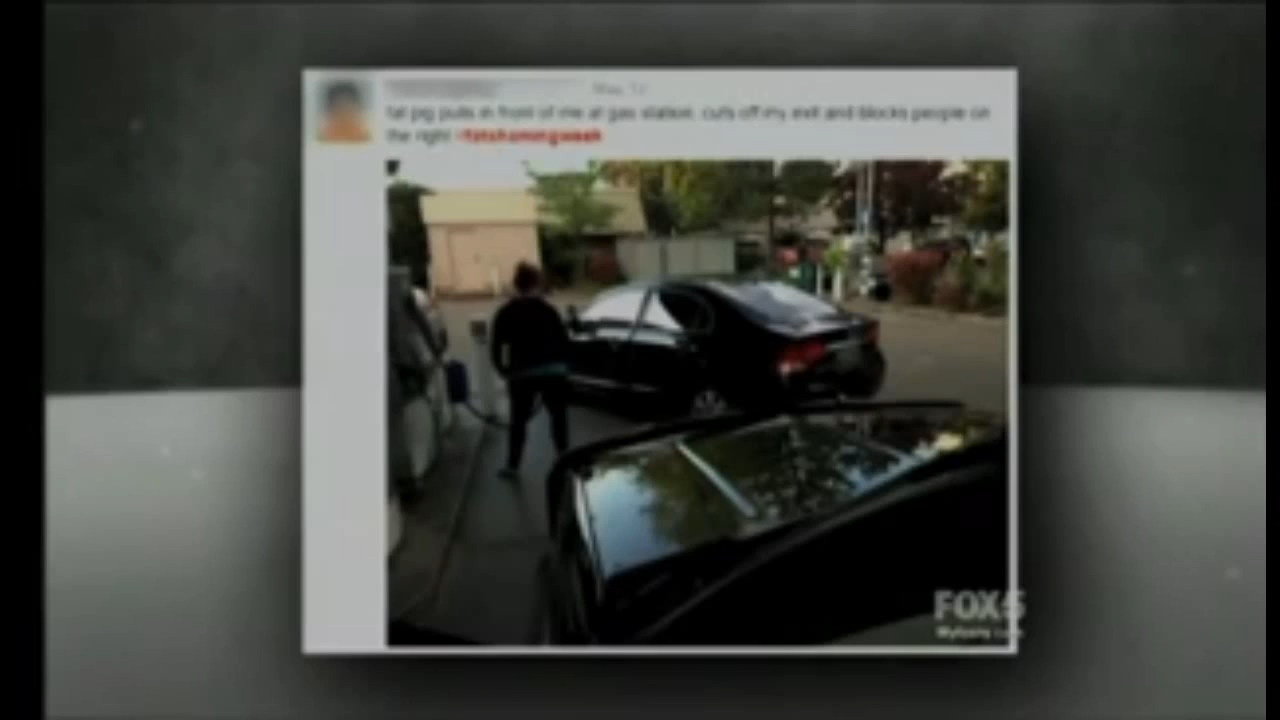 fat pig pulls in front of me at gas station, cuts off my exit and blocks people on
the right #fatshamingweek
FOX5